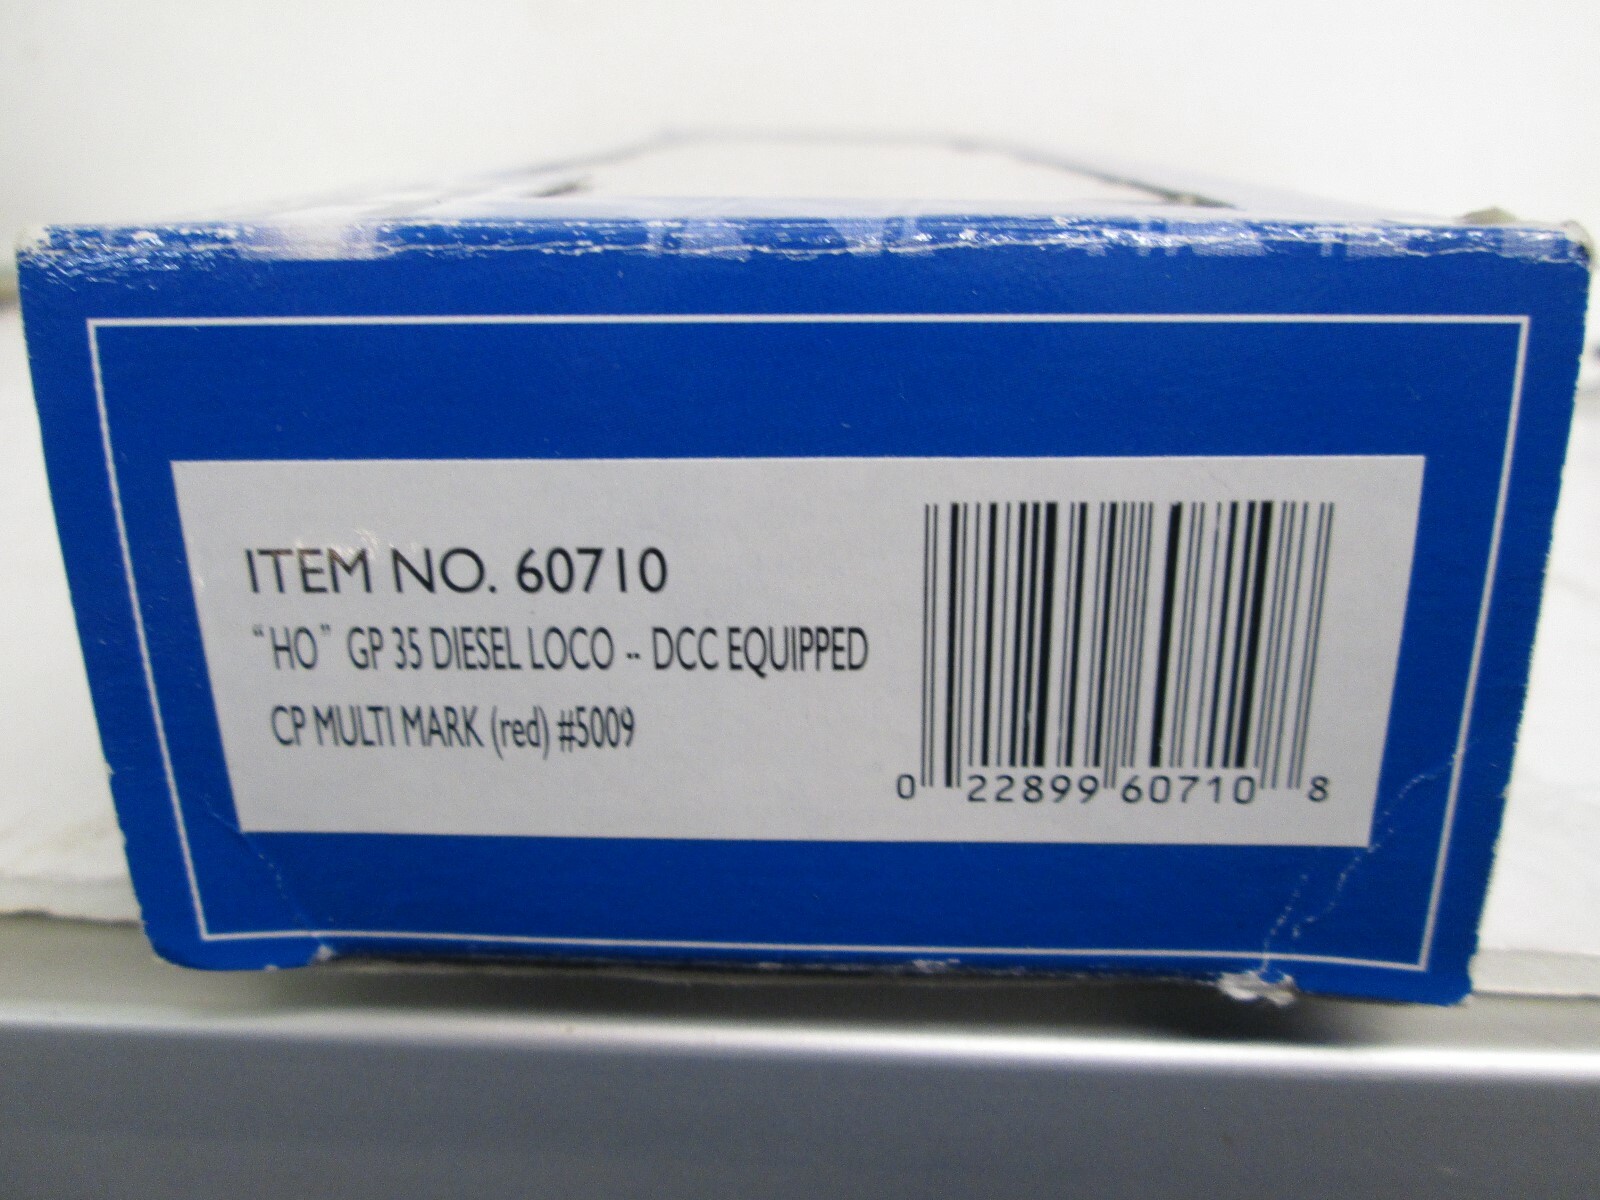 ITEM NO. 60710
"HO" GP 35 DIESEL LOCO -- DCC EQUIPPED
CP MULTI MARK (red) #5009
0 22899 60710 8